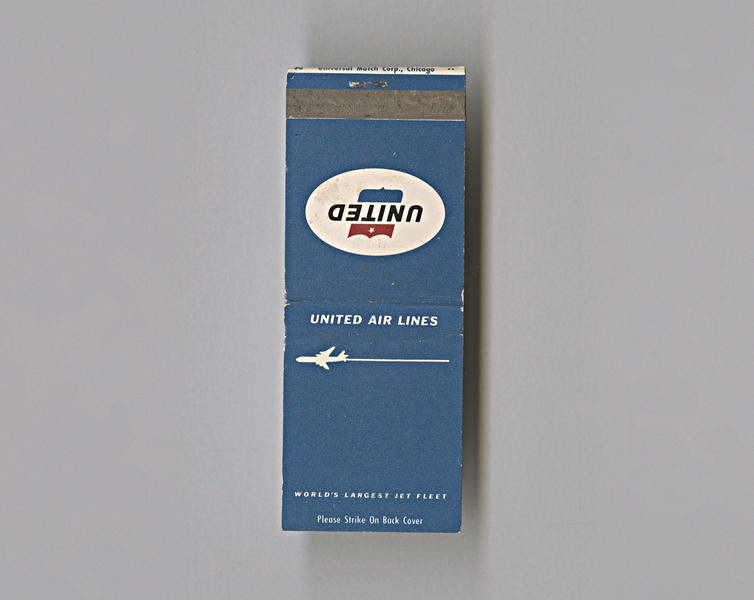 Universal Match Corp., Chicago
UNITED
UNITED AIR LINES
WORLD'S LARGEST JET FLEET
Please Strike On Back Cover